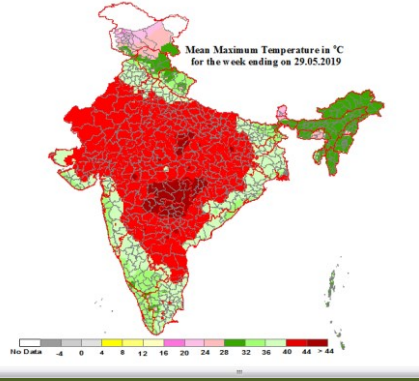 Mean Maximum Temperature in °C
for the week ending on 29.05.2019
No Data -4 0 4 8 12 16 20 24 28 32 36 40 44 > 44